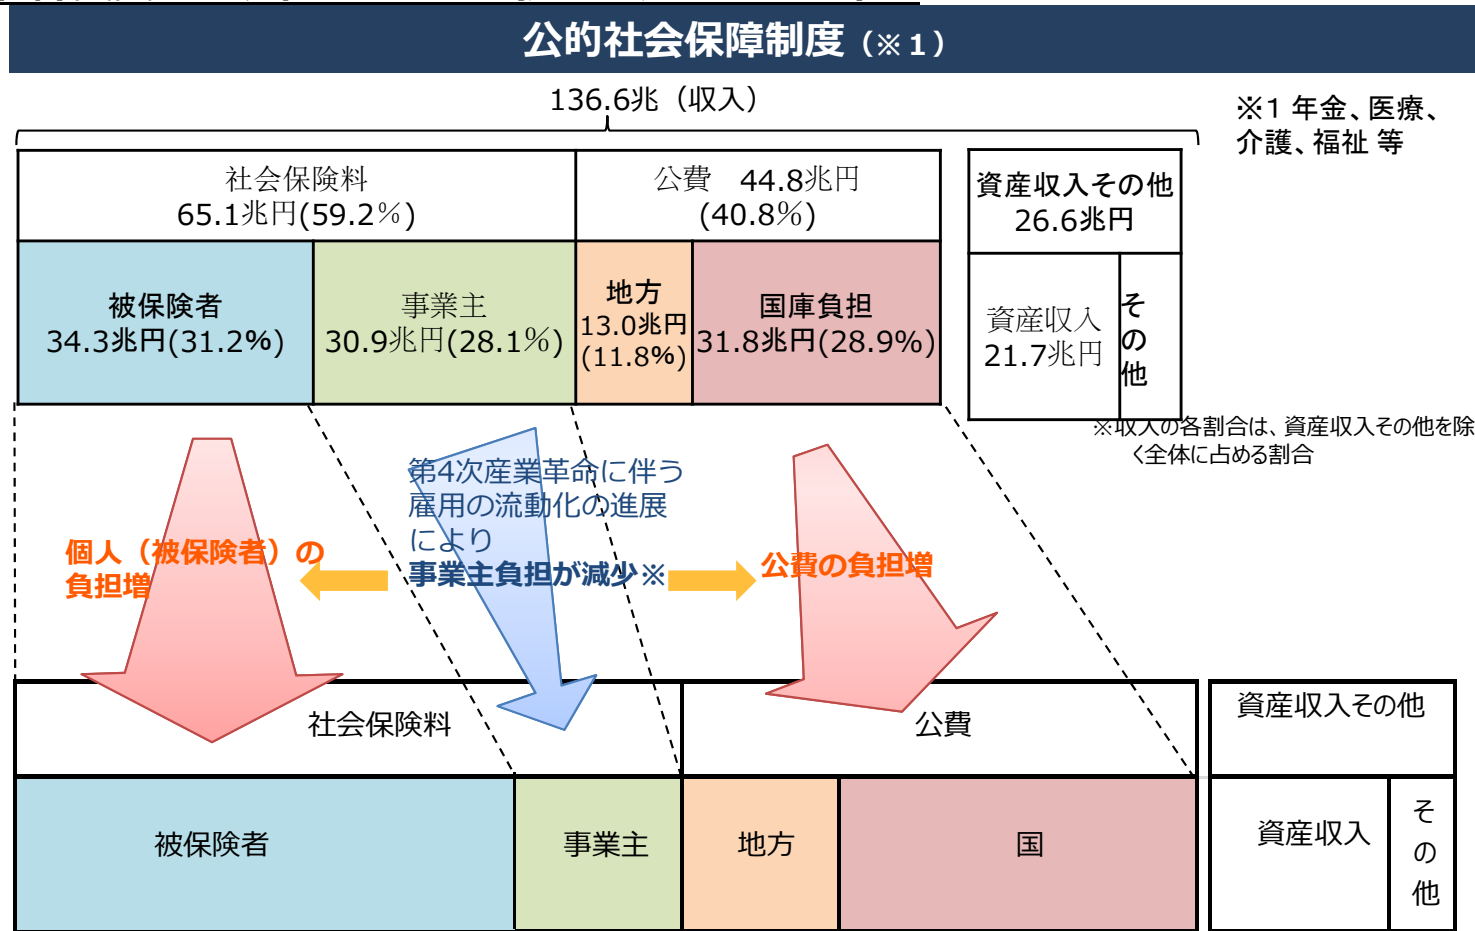 公的社会保障制度（※１）
136.6兆（収入）
※1 年金、医療、
介護、福祉 等
社会保険料
65.1兆円(59.2％)
公費　44.8兆円
(40.8％)
資産収入その他
26.6兆円
被保険者
34.3兆円(31.2%)
事業主
30.9兆円(28.1％)
地方
13.0兆円
(11.8%)
国庫負担
31.8兆円(28.9%)
資産収入
21.7兆円
その他
※収入の各割合は、資産収入その他を除
く全体に占める割合
第4次産業革命に伴う
雇用の流動化の進展
により
事業主負担が減少※
個人（被保険者）の
負担増
公費の負担増
社会保険料
公費
資産収入その他
被保険者
事業主
地方
国
資産収入
その他